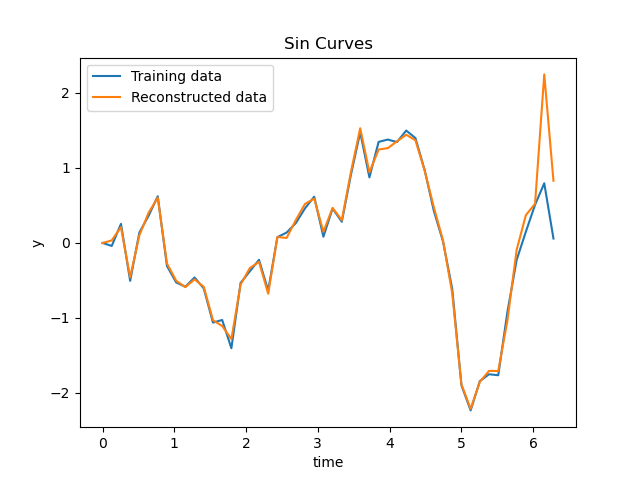 Sin Curves
Training data
Reconstructed data
y
2
1
0
−1
−2
0 1 2 3 4 5 6
time